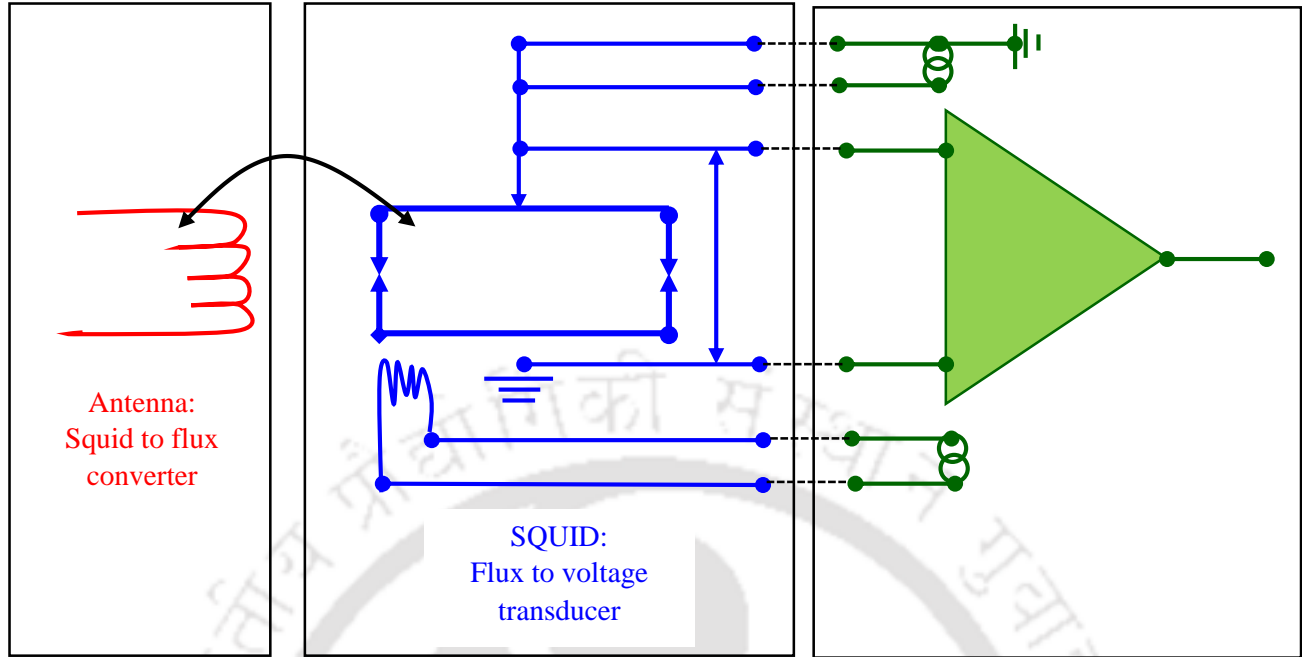 Antenna:
Squid to flux
converter
SQUID:
Flux to voltage
transducer
प्रौद्योगिकी संस्थान